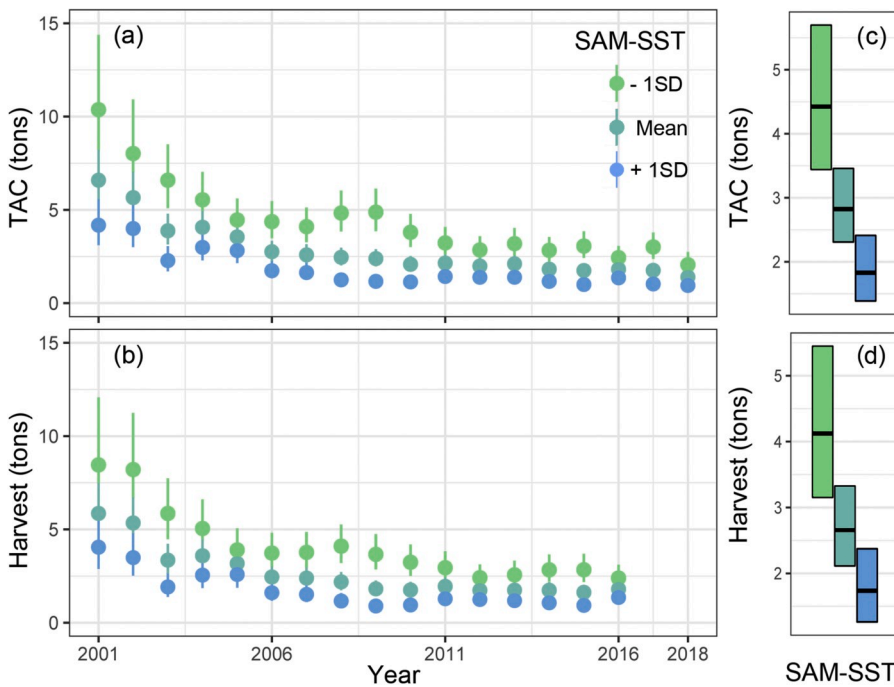 15
10
5
0
TAC (tons)
(a)
SAM-SST
- 1SD
Mean
+ 1SD
(c)
5
4
3
2
TAC (tons)
15
10
5
0
Harvest (tons)
(b)
2001
2006
2011
2016
2018
Year
(d)
5
4
3
2
Harvest (tons)
SAM-SST